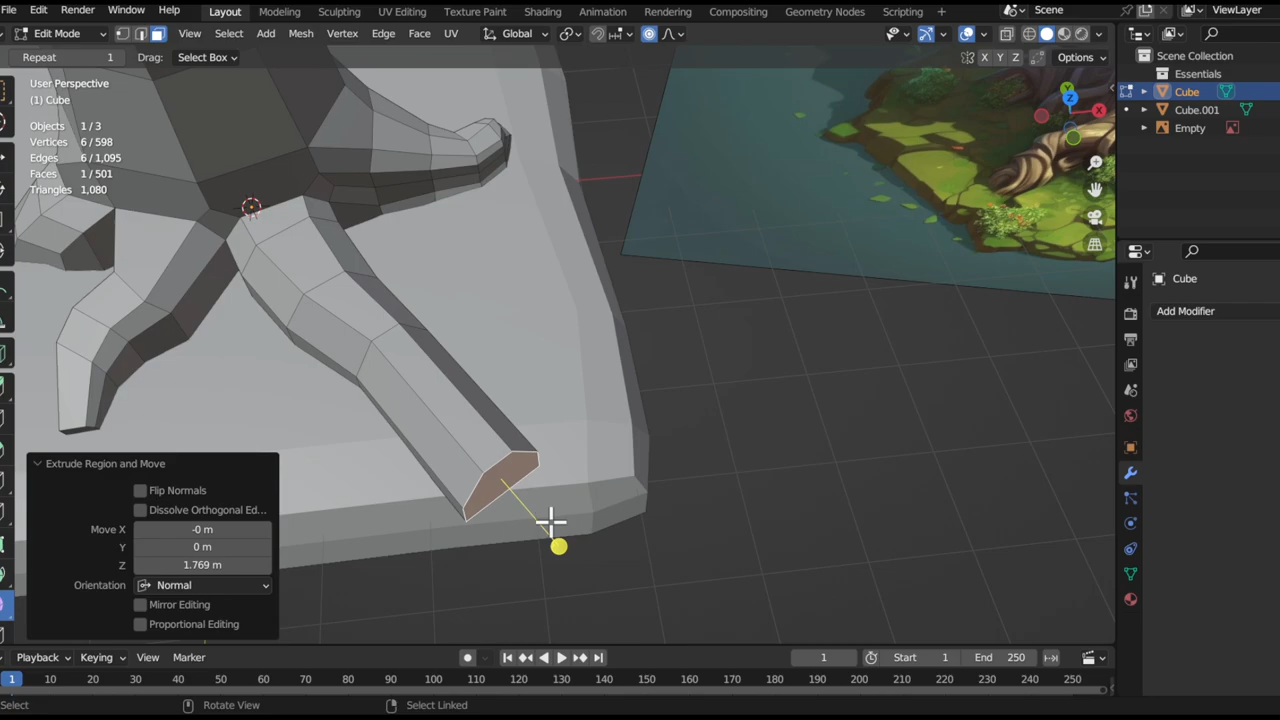 File Edit Render Window Help Layout Modeling Sculpting UV Editing Texture Paint Shading Animation Rendering Compositing Geometry Nodes Scripting Scene ViewLayer
Edit Mode View Select Add Mesh Vertex Edge Face UV Global
Repeat 1 Drag: Select Box X Y Z Options
Scene Collection
Essentials
Cube
Cube.001
Empty
User Perspective
(1) Cube
Objects 1 / 3
Vertices 6 / 598
Edges 6 /1,095
Faces 1 /501
Triangles 1,080
Y
Z
X
Cube
Add Modifier
Extrude Region and Move
Flip Normals
Dissolve Orthogonal Ed...
Move X -0 m
Y 0 m
Z 1.769 m
Orientation Normal
Mirror Editing
Proportional Editing
Playback Keying View Marker 1 Start 1 End 250
1 10 20 30 40 50 60 70 80 90 100 110 120 130 140 150 160 170 180 190 200 210 220 230 240 250
Select Rotate View Select Linked